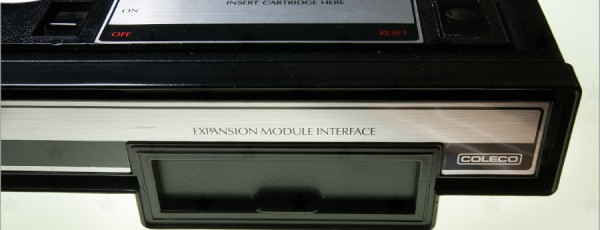 INSERT CARTRIDGE HERE
ON
OFF
RESET
EXPANSION MODULE INTERFACE
COLECO